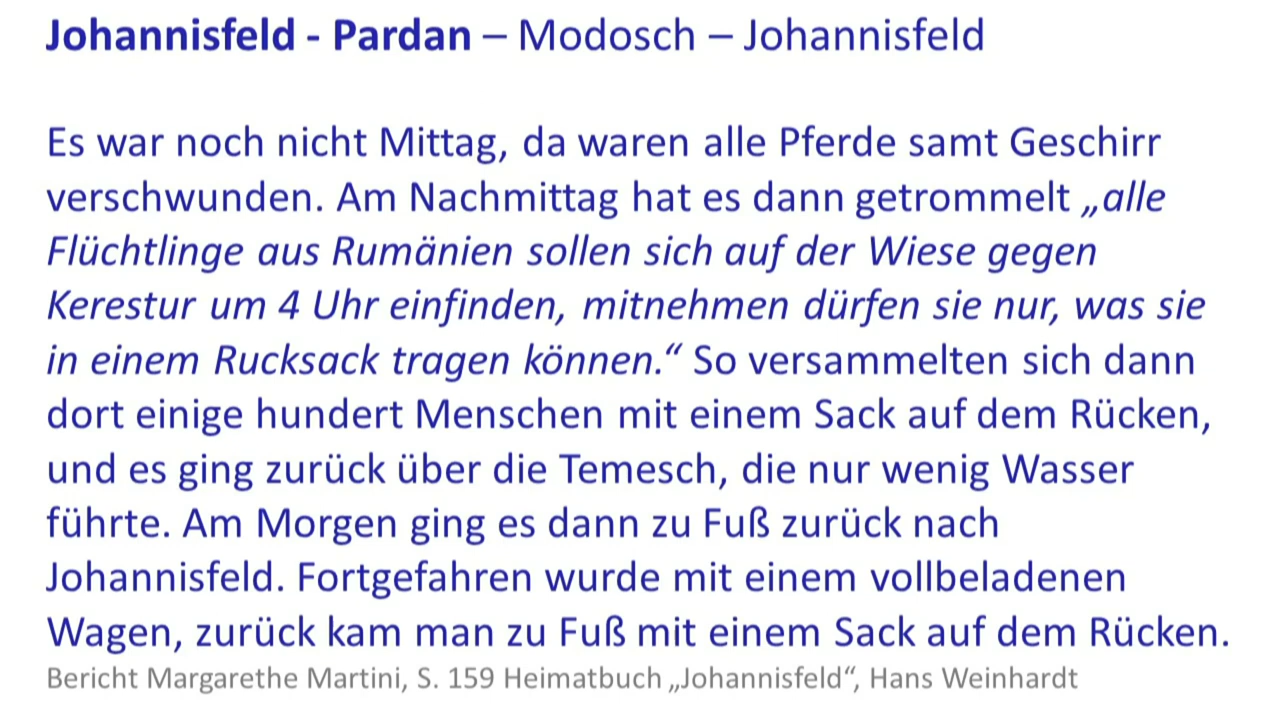 Johannisfeld - Pardan – Modosch – Johannisfeld
Es war noch nicht Mittag, da waren alle Pferde samt Geschirr
verschwunden. Am Nachmittag hat es dann getrommelt „alle
Flüchtlinge aus Rumänien sollen sich auf der Wiese gegen
Kerestur um 4 Uhr einfinden, mitnehmen dürfen sie nur, was sie
in einem Rucksack tragen können.“ So versammelten sich dann
dort einige hundert Menschen mit einem Sack auf dem Rücken,
und es ging zurück über die Temesch, die nur wenig Wasser
führte. Am Morgen ging es dann zu Fuß zurück nach
Johannisfeld. Fortgefahren wurde mit einem vollbeladenen
Wagen, zurück kam man zu Fuß mit einem Sack auf dem Rücken.
Bericht Margarethe Martini, S. 159 Heimatbuch „Johannisfeld“, Hans Weinhardt